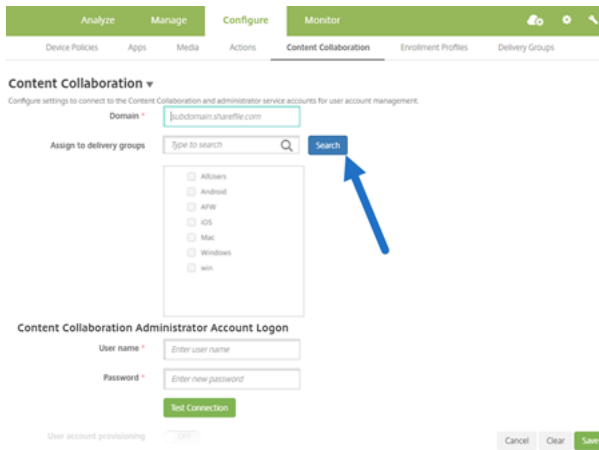 Analyze Manage Configure Monitor
Device Policies Apps Media Actions Content Collaboration Enrollment Profiles Delivery Groups
Content Collaboration
Configure settings to connect to the Content Collaboration and administrator service accounts for user account management.
Domain * subdomain.sharefile.com
Assign to delivery groups Type to search Search
AllUsers
Android
AFW
iOS
Mac
Windows
win
Content Collaboration Administrator Account Logon
User name * Enter user name
Password * Enter new password
Test Connection
User account provisioning OFF
Cancel Clear Save